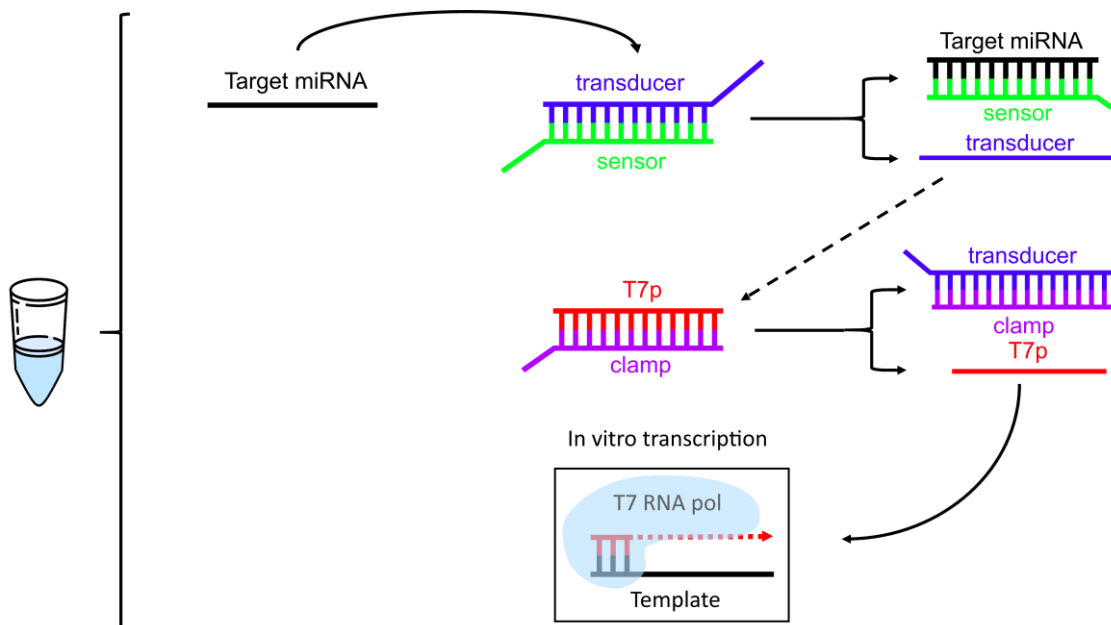 Target miRNA
transducer
sensor
Target miRNA
sensor
transducer
T7p
clamp
transducer
clamp
T7p
In vitro transcription
T7 RNA pol
Template